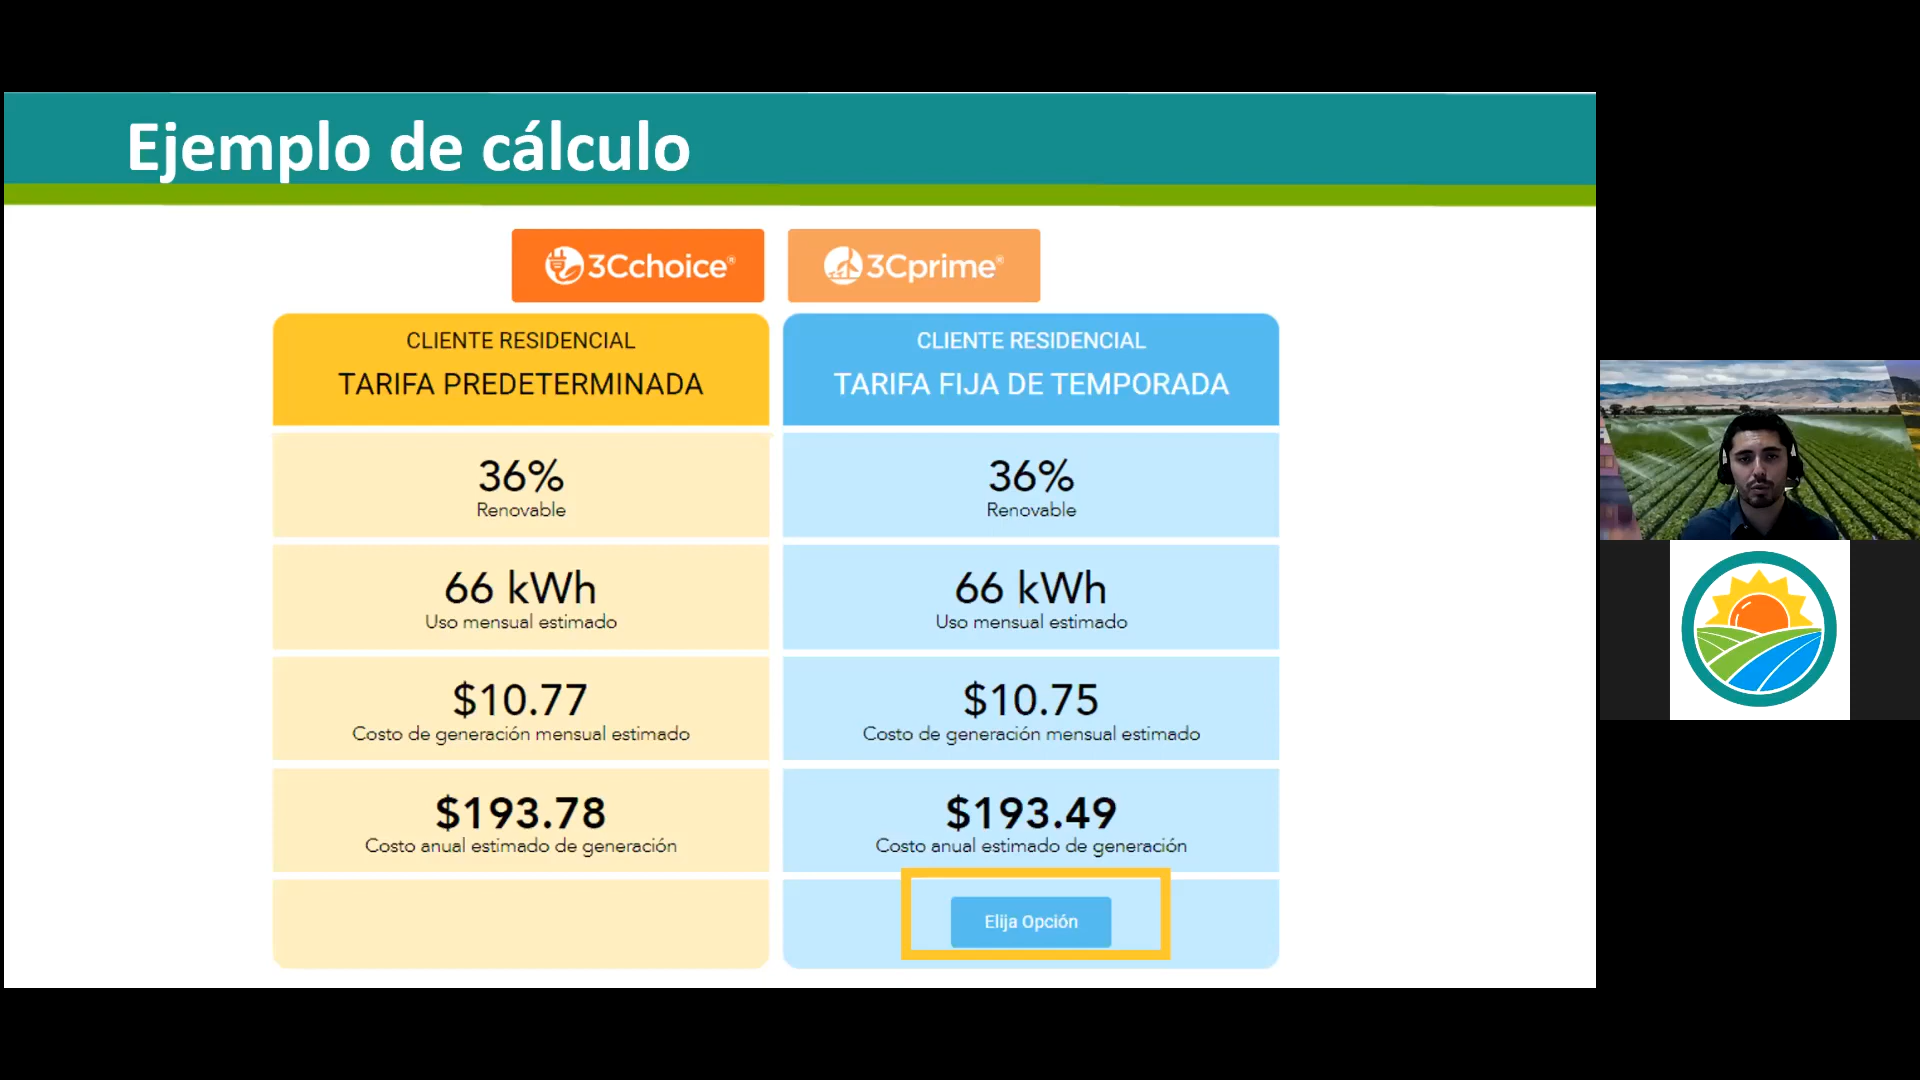 Ejemplo de cálculo
3Cchoice®
3Cprime®
CLIENTE RESIDENCIAL
TARIFA PREDETERMINADA
36%
Renovable
66 kWh
Uso mensual estimado
$10.77
Costo de generación mensual estimado
$193.78
Costo anual estimado de generación
CLIENTE RESIDENCIAL
TARIFA FIJA DE TEMPORADA
36%
Renovable
66 kWh
Uso mensual estimado
$10.75
Costo de generación mensual estimado
$193.49
Costo anual estimado de generación
Elija Opción